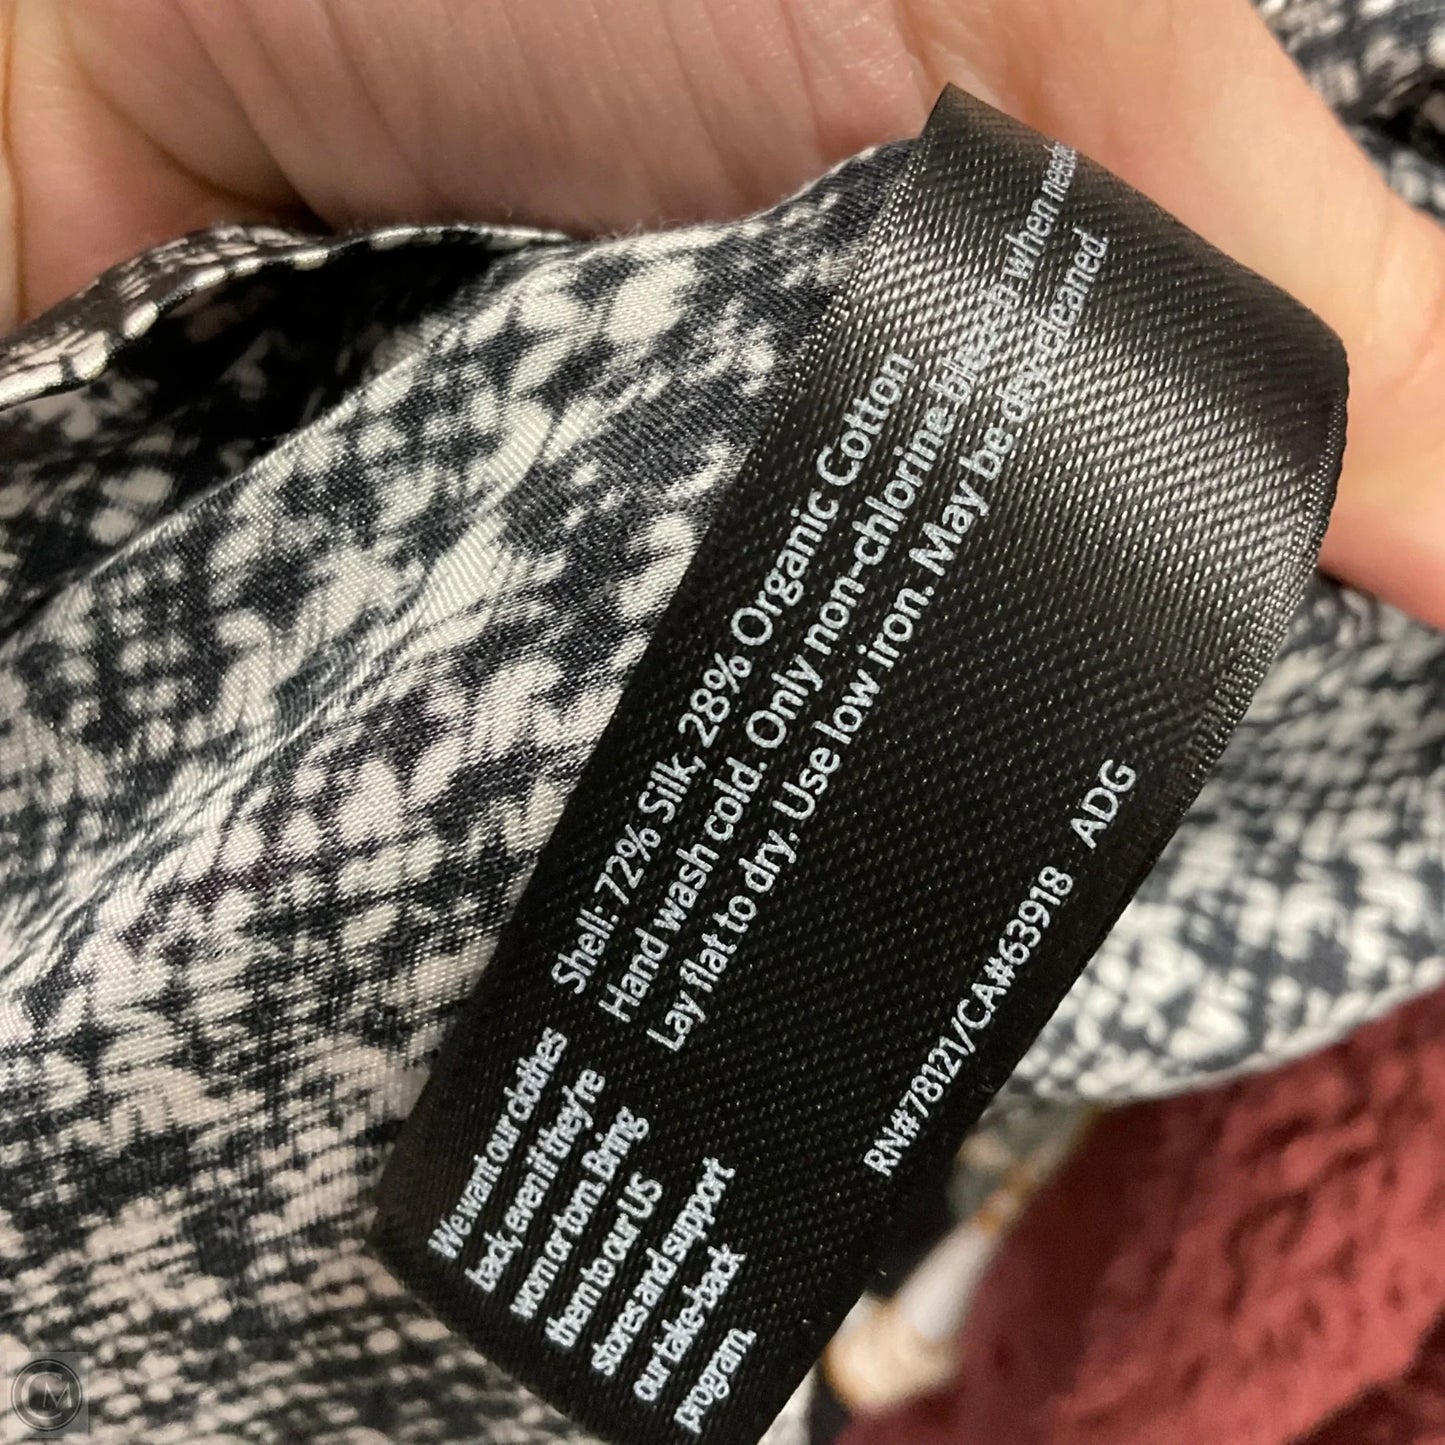 Shell: 72% Silk, 28% Organic Cotton
Hand wash cold. Only non-chlorine bleach when needed.
Lay flat to dry. Use low iron. May be dry-cleaned.
We want our clothes
back, even if they're
worn or torn. Bring
them to our US
stores and support
our take-back
program.
RN#78121/CA#63918 ADG
CM